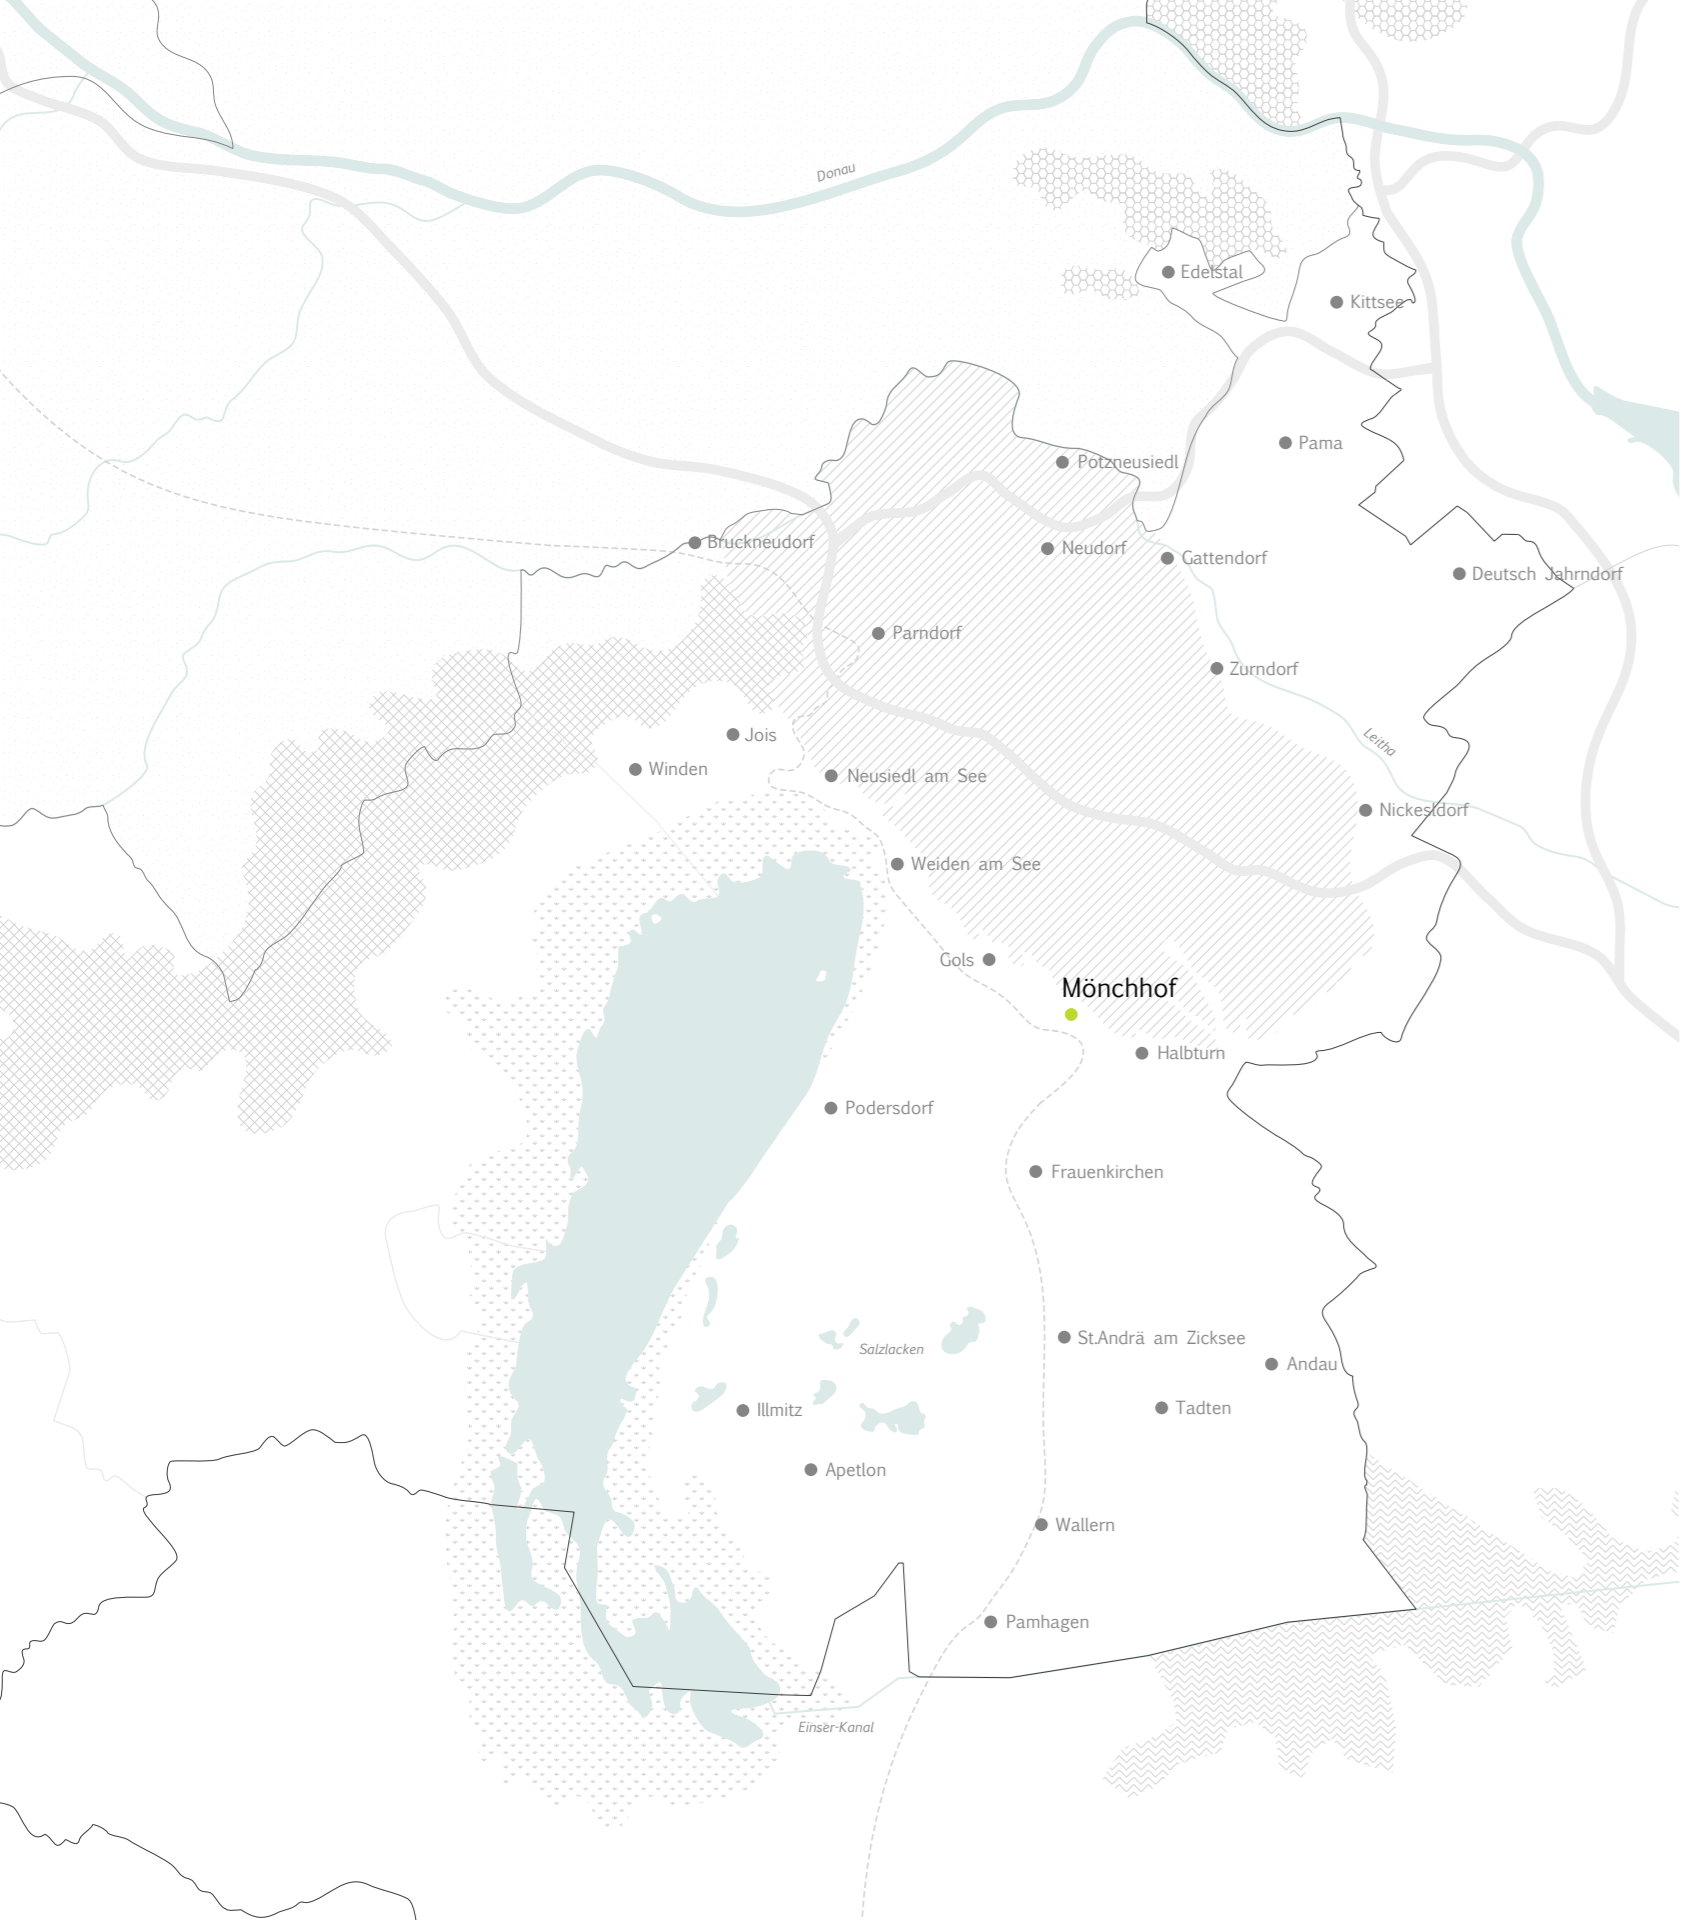 Donau
Edelstal
Kittsee
Pama
Potzneusiedl
Bruckneudorf
Neudorf
Gattendorf
Deutsch Jahrndorf
Parndorf
Zurndorf
Jois
Leitha
Winden
Neusiedl am See
Nickesldorf
Weiden am See
Gols
Mönchhof
Halbturn
Podersdorf
Frauenkirchen
St.Andrä am Zicksee
Salzlacken
Andau
Illmitz
Tadten
Apetlon
Wallern
Pamhagen
Einser-Kanal